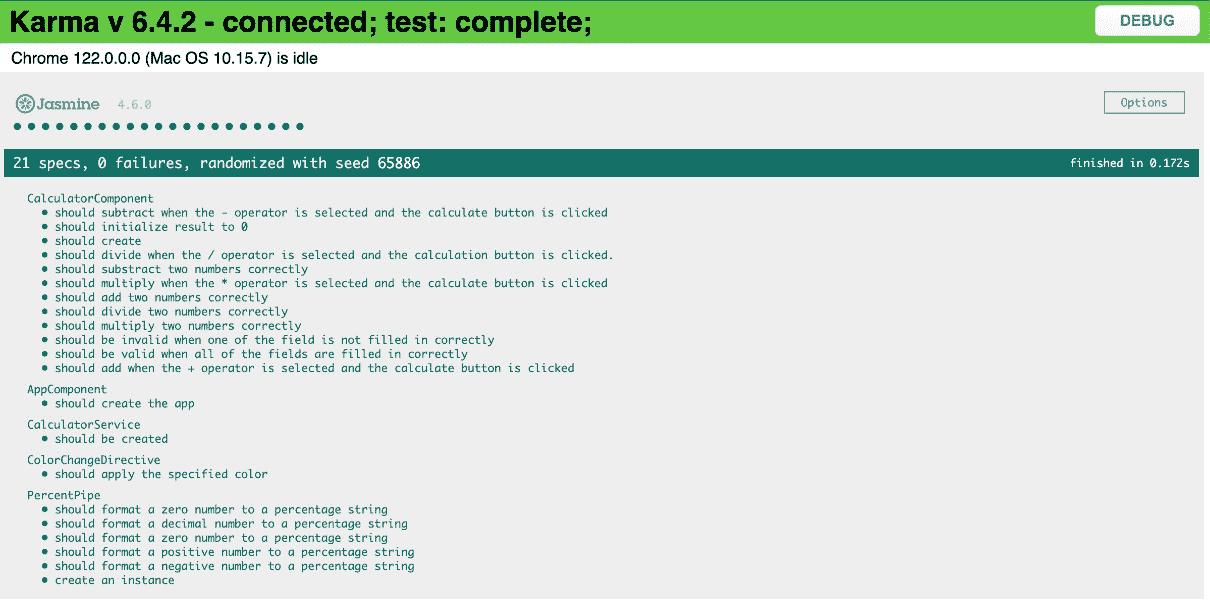 Karma v 6.4.2 - connected; test: complete;
DEBUG
Chrome 122.0.0.0 (Mac OS 10.15.7) is idle
Jasmine 4.6.0
Options
21 specs, 0 failures, randomized with seed 65886
finished in 0.172s
CalculatorComponent
• should subtract when the - operator is selected and the calculate button is clicked
• should initialize result to 0
• should create
• should divide when the / operator is selected and the calculation button is clicked.
• should substract two numbers correctly
• should multiply when the * operator is selected and the calculate button is clicked
• should add two numbers correctly
• should divide two numbers correctly
• should multiply two numbers correctly
• should be invalid when one of the field is not filled in correctly
• should be valid when all of the fields are filled in correctly
• should add when the + operator is selected and the calculate button is clicked
AppComponent
• should create the app
CalculatorService
• should be created
ColorChangeDirective
• should apply the specified color
PercentPipe
• should format a zero number to a percentage string
• should format a decimal number to a percentage string
• should format a zero number to a percentage string
• should format a positive number to a percentage string
• should format a negative number to a percentage string
• create an instance